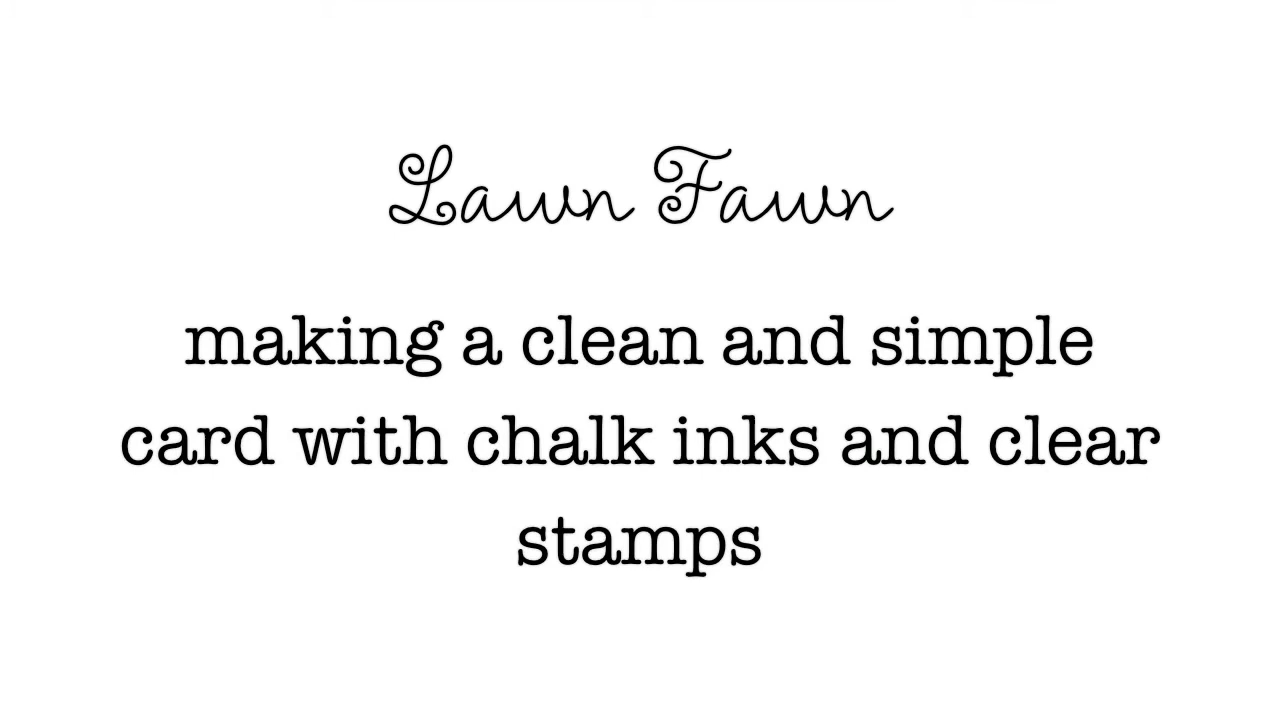 Lawn Fawn
making a clean and simple
card with chalk inks and clear
stamps